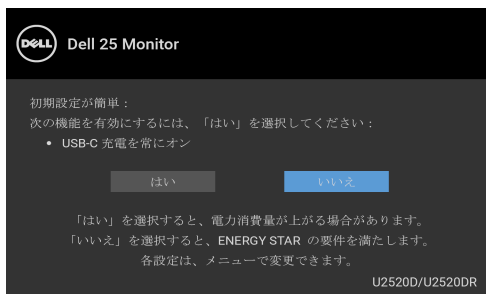 DELL Dell 25 Monitor
初期設定が簡単：
次の機能を有効にするには、「はい」を選択してください：
• USB-C 充電を常にオン
はい いいえ
「はい」を選択すると、電力消費量が上がる場合があります。
「いいえ」を選択すると、ENERGY STAR の要件を満たします。
各設定は、メニューで変更できます。
U2520D/U2520DR